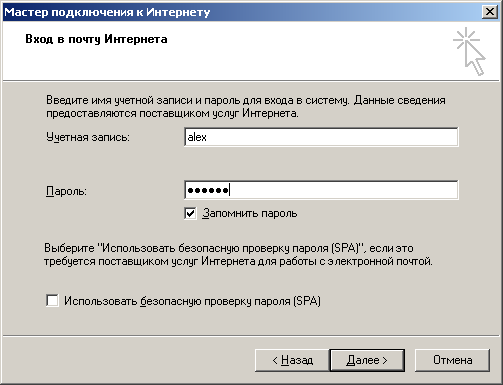 Мастер подключения к Интернету
Вход в почту Интернета
Введите имя учетной записи и пароль для входа в систему. Данные сведения
предоставляются поставщиком услуг Интернета.
Учетная запись:
alex
Пароль:
●●●●●●
Запомнить пароль
Выберите "Использовать безопасную проверку пароля (SPA)", если это
требуется поставщиком услуг Интернета для работы с электронной почтой.
Использовать безопасную проверку пароля (SPA)
< Назад
Далее >
Отмена